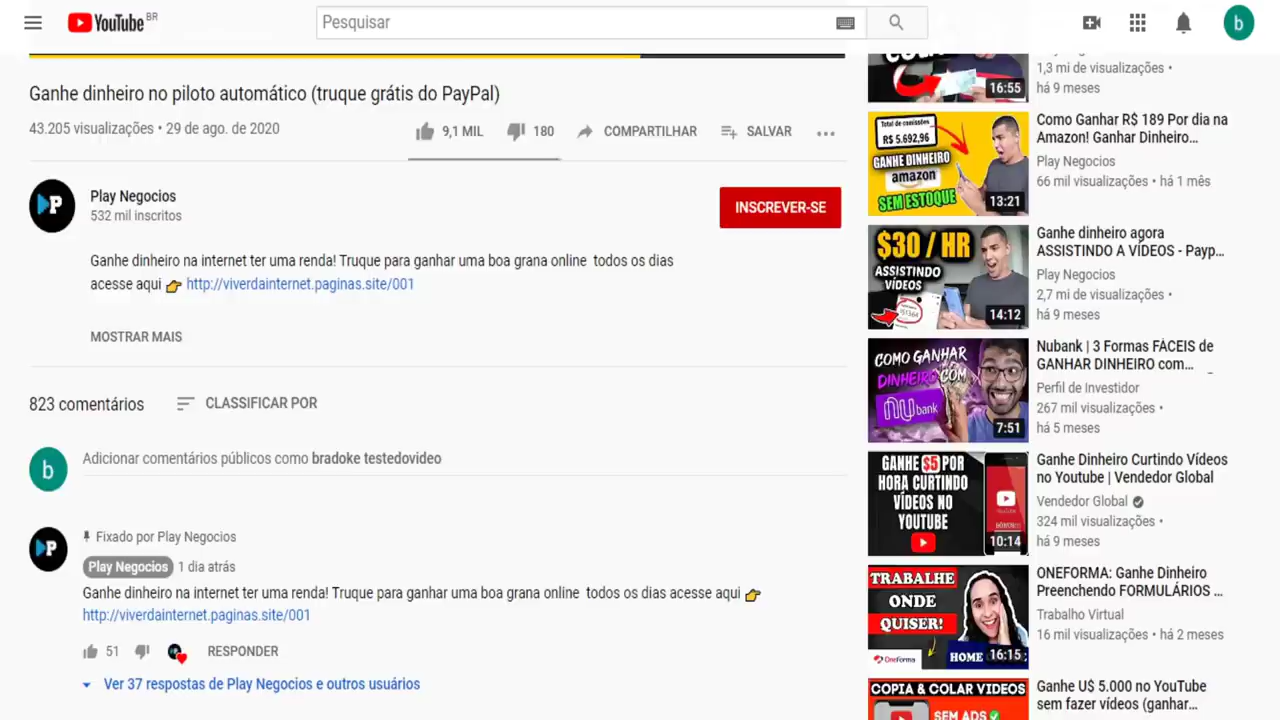 YouTube BR
Pesquisar
b
Ganhe dinheiro no piloto automático (truque grátis do PayPal)
43.205 visualizações • 29 de ago. de 2020
9,1 MIL
180
COMPARTILHAR
SALVAR
Play Negocios
532 mil inscritos
INSCREVER-SE
Ganhe dinheiro na internet ter uma renda! Truque para ganhar uma boa grana online todos os dias
acesse aqui 👉 http://viverdainternet.paginas.site/001
MOSTRAR MAIS
823 comentários
CLASSIFICAR POR
b
Adicionar comentários públicos como bradoke testedovideo
Fixado por Play Negocios
Play Negocios 1 dia atrás
Ganhe dinheiro na internet ter uma renda! Truque para ganhar uma boa grana online todos os dias acesse aqui 👉
http://viverdainternet.paginas.site/001
51
RESPONDER
Ver 37 respostas de Play Negocios e outros usuários
16:55
1,3 mi de visualizações •
há 9 meses
Total de comissões
R$ 5.692,96
GANHE DINHEIRO
amazon
SEM ESTOQUE
13:21
Como Ganhar R$ 189 Por dia na
Amazon! Ganhar Dinheiro...
Play Negocios
66 mil visualizações • há 1 mês
$30 / HR
ASSISTINDO
VÍDEOS
14:12
Ganhe dinheiro agora
ASSISTINDO A VÍDEOS - Payp...
Play Negocios
2,7 mi de visualizações •
há 9 meses
COMO GANHAR
DINHEIRO COM
NU bank
7:51
Nubank | 3 Formas FÁCEIS de
GANHAR DINHEIRO com...
Perfil de Investidor
267 mil visualizações •
há 5 meses
GANHE $5 POR
HORA CURTINDO
VÍDEOS NO
YOUTUBE
10:14
Ganhe Dinheiro Curtindo Vídeos
no Youtube | Vendedor Global
Vendedor Global
324 mil visualizações •
há 9 meses
TRABALHE
ONDE
QUISER!
OneForma
HOME
16:15
ONEFORMA: Ganhe Dinheiro
Preenchendo FORMULÁRIOS ...
Trabalho Virtual
16 mil visualizações • há 2 meses
COPIA & COLAR VIDEOS
SEM ADS
Ganhe U$ 5.000 no YouTube
sem fazer vídeos (ganhar...